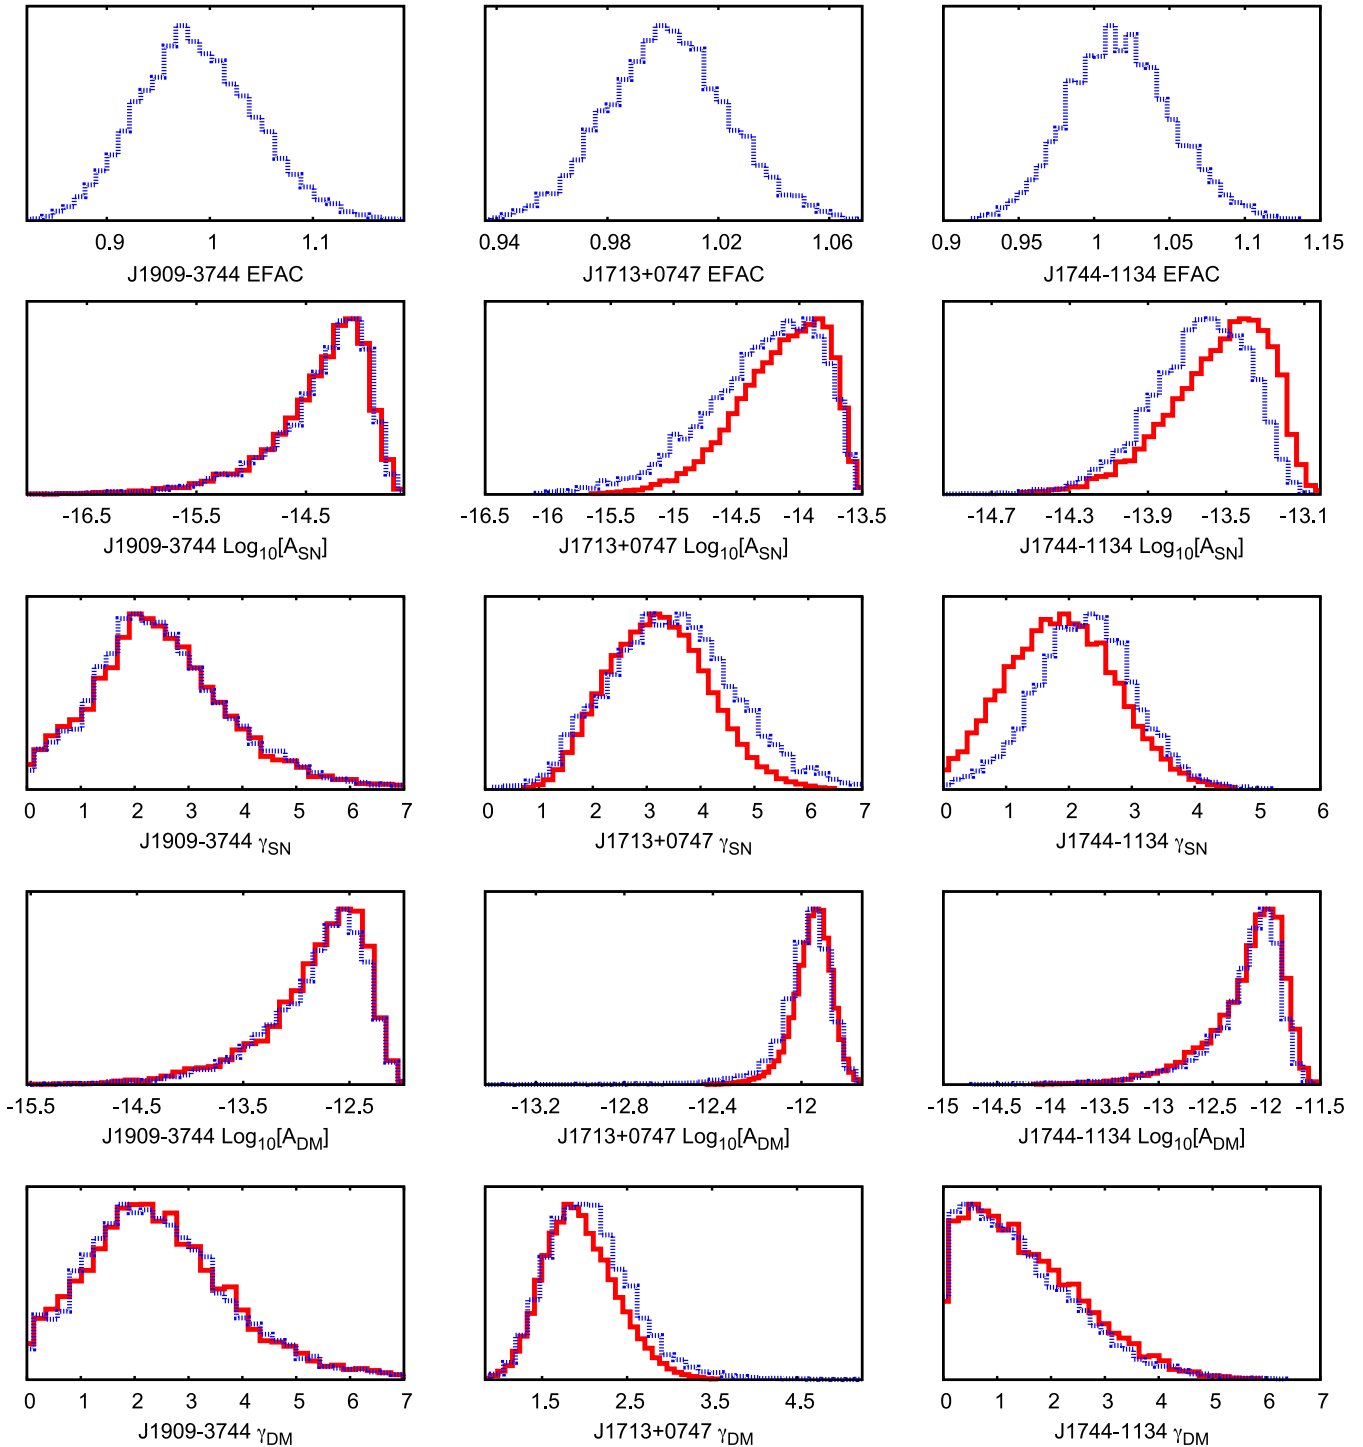 0.9 1 1.1 0.94 0.98 1.02 1.06 0.9 0.95 1 1.05 1.1 1.15
J1909-3744 EFAC J1713+0747 EFAC J1744-1134 EFAC
-16.5 -15.5 -14.5 -16.5 -16 -15.5 -15 -14.5 -14 -13.5 -14.7 -14.3 -13.9 -13.5 -13.1
J1909-3744 Log10[ASN] J1713+0747 Log10[ASN] J1744-1134 Log10[ASN]
0 1 2 3 4 5 6 7 0 1 2 3 4 5 6 7 0 1 2 3 4 5 6
J1909-3744 γSN J1713+0747 γSN J1744-1134 γSN
-15.5 -14.5 -13.5 -12.5 -13.2 -12.8 -12.4 -12 -15 -14.5 -14 -13.5 -13 -12.5 -12 -11.5
J1909-3744 Log10[ADM] J1713+0747 Log10[ADM] J1744-1134 Log10[ADM]
0 1 2 3 4 5 6 7 1.5 2.5 3.5 4.5 0 1 2 3 4 5 6 7
J1909-3744 γDM J1713+0747 γDM J1744-1134 γDM